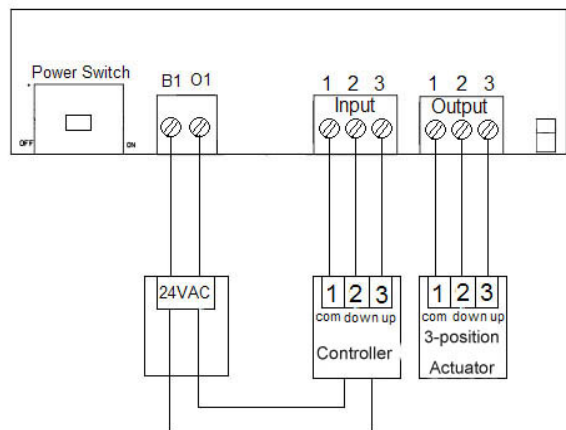 Power Switch
B1 O1
1 2 3
1 2 3
Input
Output
OFF
ON
24VAC
1 2 3
1 2 3
com down up
com down up
Controller
3-position
Actuator